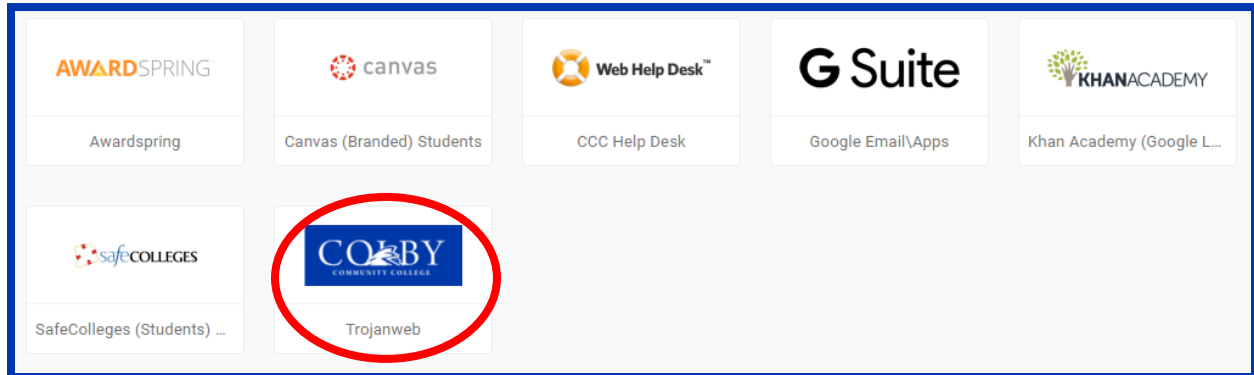 AWARDSPRING
canvas
Web Help Desk™
G Suite
KHANACADEMY
Awardspring
Canvas (Branded) Students
CCC Help Desk
Google Email\Apps
Khan Academy (Google L...
safeCOLLEGES
COLBY
COMMUNITY COLLEGE
SafeColleges (Students) ...
Trojanweb